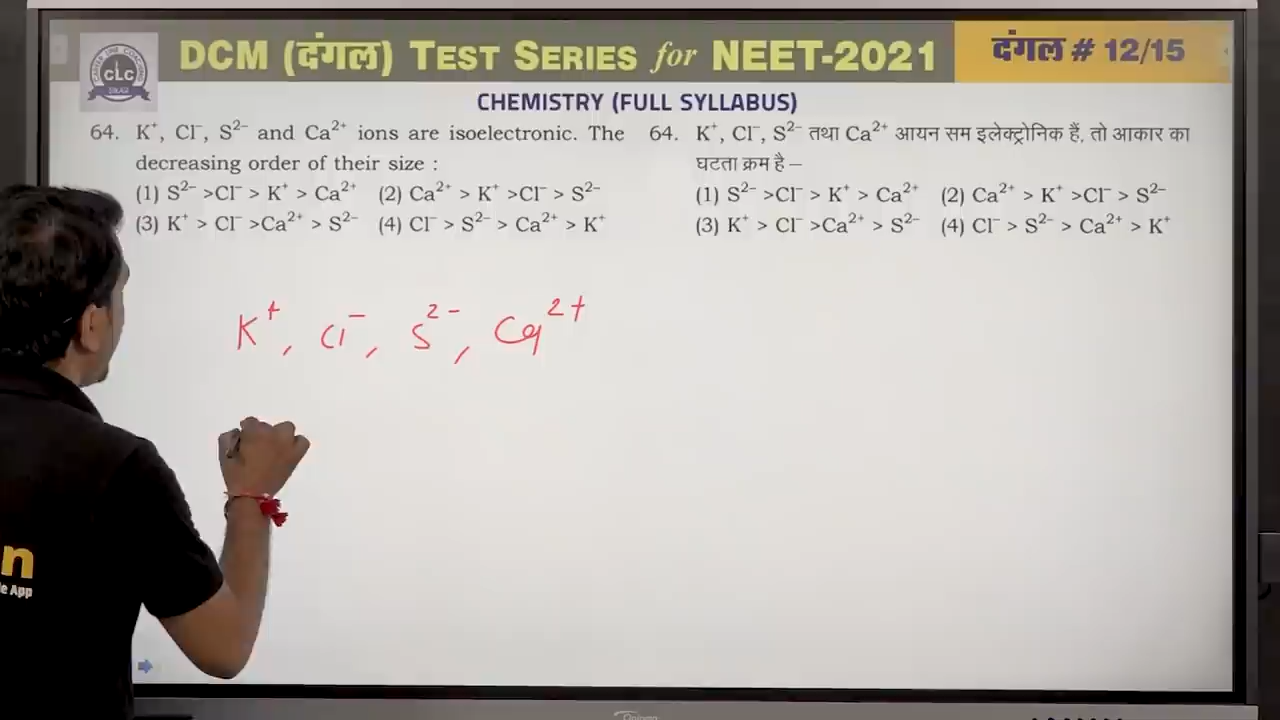 DCM (दंगल) TEST SERIES for NEET-2021
दंगल # 12/15
CLC
CHEMISTRY (FULL SYLLABUS)
64. K⁺, Cl⁻, S²⁻ and Ca²⁺ ions are isoelectronic. The
decreasing order of their size :
(1) S²⁻ >Cl⁻ > K⁺ > Ca²⁺ (2) Ca²⁺ > K⁺ >Cl⁻ > S²⁻
(3) K⁺ > Cl⁻ >Ca²⁺ > S²⁻ (4) Cl⁻ > S²⁻ > Ca²⁺ > K⁺
64. K⁺, Cl⁻, S²⁻ तथा Ca²⁺ आयन सम इलेक्ट्रोनिक हैं, तो आकार का
घटता क्रम है –
(1) S²⁻ >Cl⁻ > K⁺ > Ca²⁺ (2) Ca²⁺ > K⁺ >Cl⁻ > S²⁻
(3) K⁺ > Cl⁻ >Ca²⁺ > S²⁻ (4) Cl⁻ > S²⁻ > Ca²⁺ > K⁺
K⁺, Cl⁻, S²⁻, Ca²⁺
n
e App